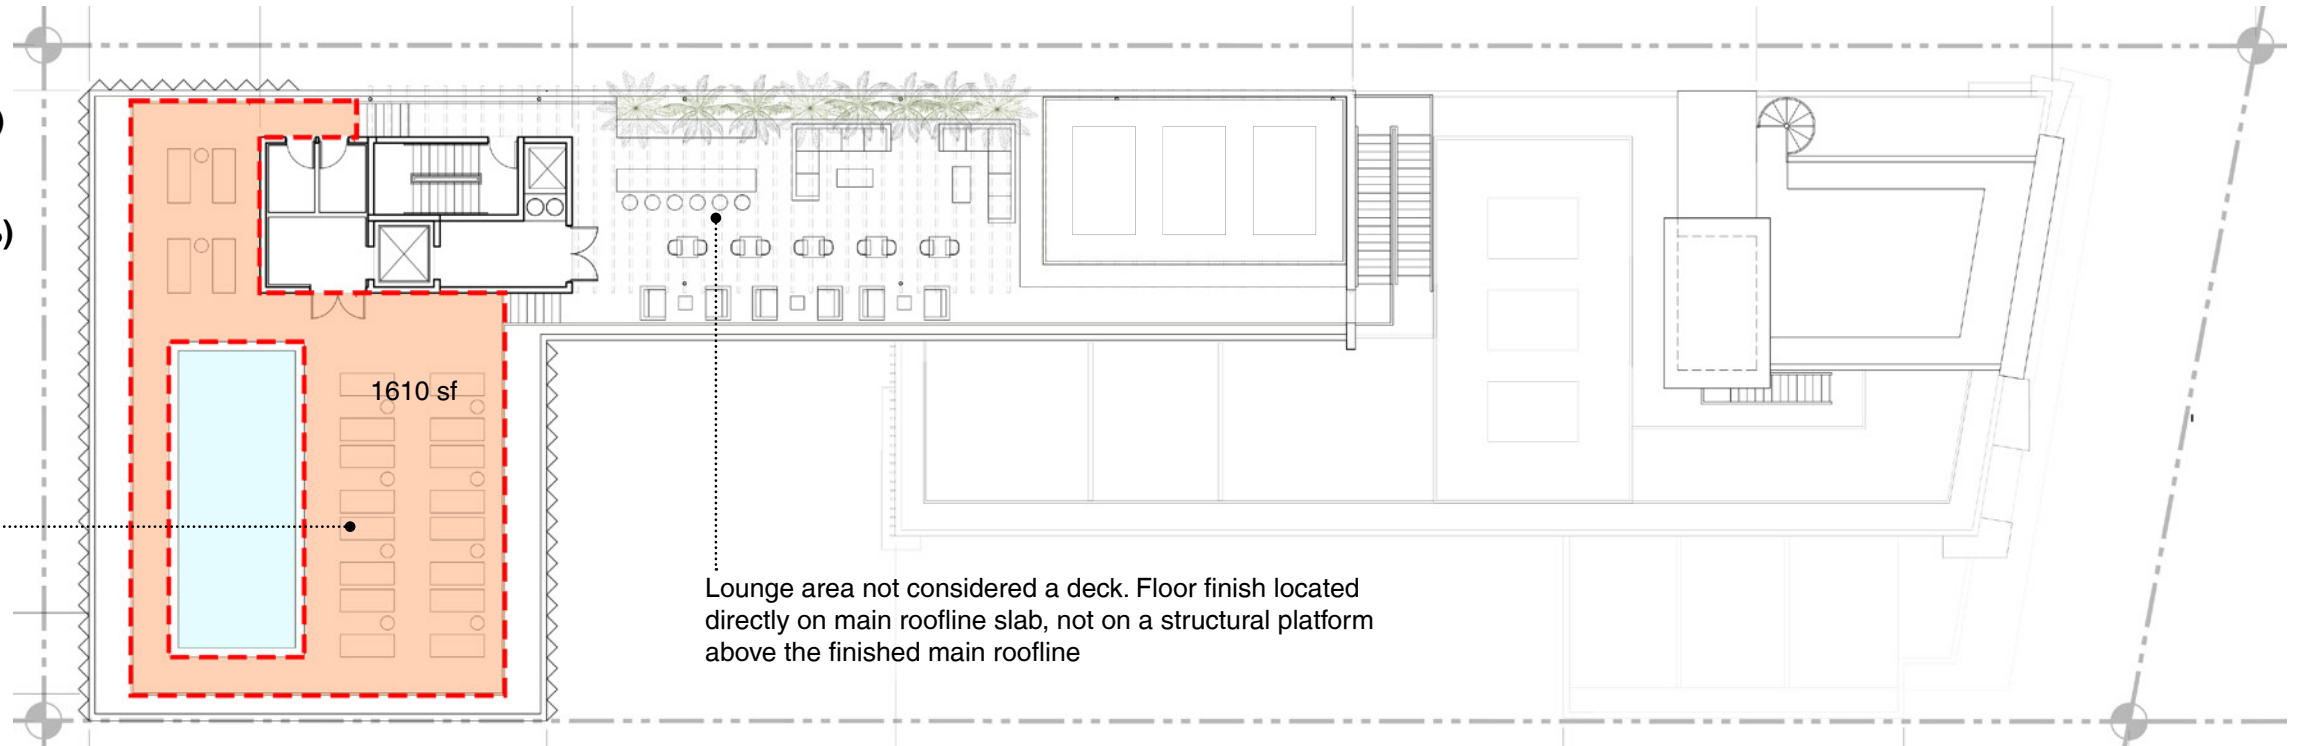 )
s)
1610 sf
Lounge area not considered a deck. Floor finish located
directly on main roofline slab, not on a structural platform
above the finished main roofline